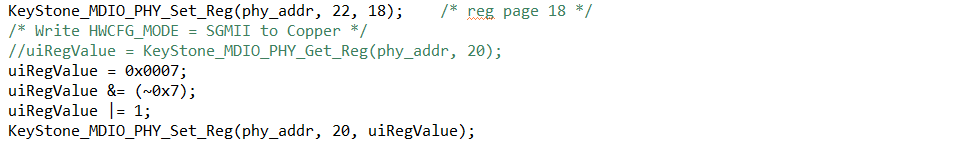 KeyStone_MDIO_PHY_Set_Reg(phy_addr, 22, 18);    /* reg page 18 */
/* Write HWCFG_MODE = SGMII to Copper */
//uiRegValue = KeyStone_MDIO_PHY_Get_Reg(phy_addr, 20);
uiRegValue = 0x0007;
uiRegValue &= (~0x7);
uiRegValue |= 1;
KeyStone_MDIO_PHY_Set_Reg(phy_addr, 20, uiRegValue);